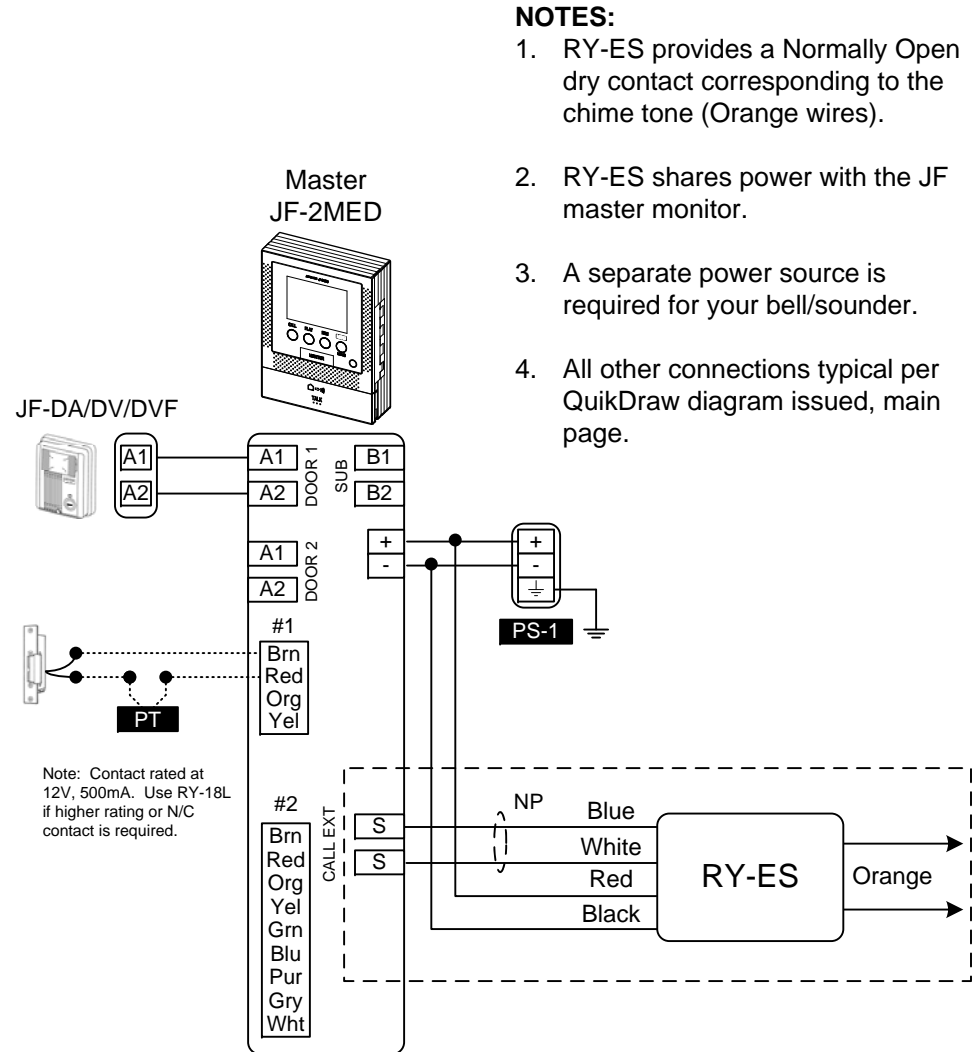 NOTES:
1. RY-ES provides a Normally Open
dry contact corresponding to the
chime tone (Orange wires).
2. RY-ES shares power with the JF
master monitor.
3. A separate power source is
required for your bell/sounder.
4. All other connections typical per
QuikDraw diagram issued, main
page.
Master
JF-2MED
TALK
JF-DA/DV/DVF
A1
A2
A1
A2
DOOR 1
SUB
B1
B2
A1
A2
DOOR 2
+
-
+
-
PS-1
#1
Brn
Red
Org
Yel
PT
Note: Contact rated at
12V, 500mA. Use RY-18L
if higher rating or N/C
contact is required.
#2
Brn
Red
Org
Yel
Grn
Blu
Pur
Gry
Wht
CALL EXT
S
S
NP
Blue
White
Red
Black
RY-ES
Orange